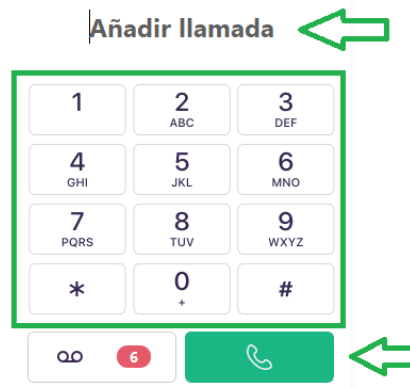 Añadir llamada
1 2 3
ABC DEF
4 5 6
GHI JKL MNO
7 8 9
PQRS TUV WXYZ
* 0 #
+
6